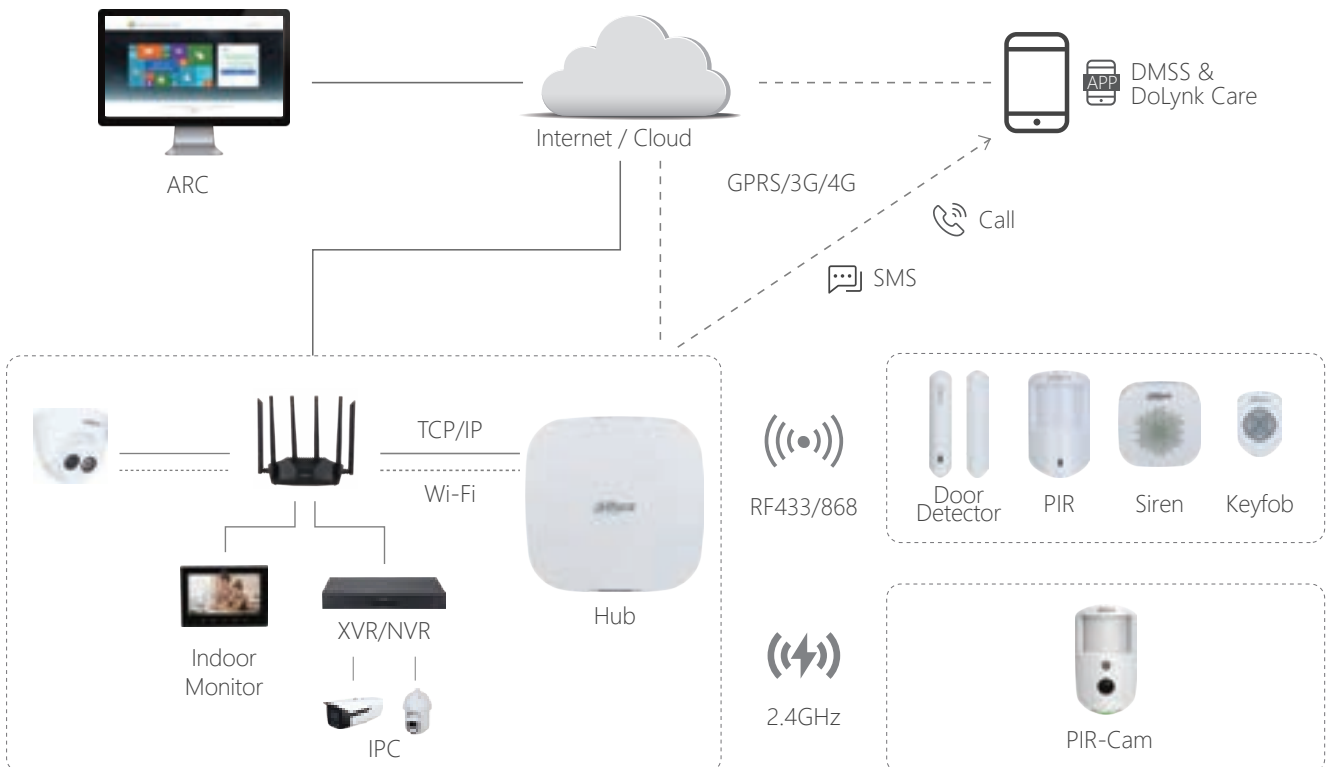 APP
DMSS &
DoLynk Care
Internet / Cloud
ARC
GPRS/3G/4G
Call
SMS
TCP/IP
Wi-Fi
RF433/868
Door
Detector
PIR
Siren
Keyfob
Hub
XVR/NVR
Indoor
Monitor
2.4GHz
IPC
PIR-Cam